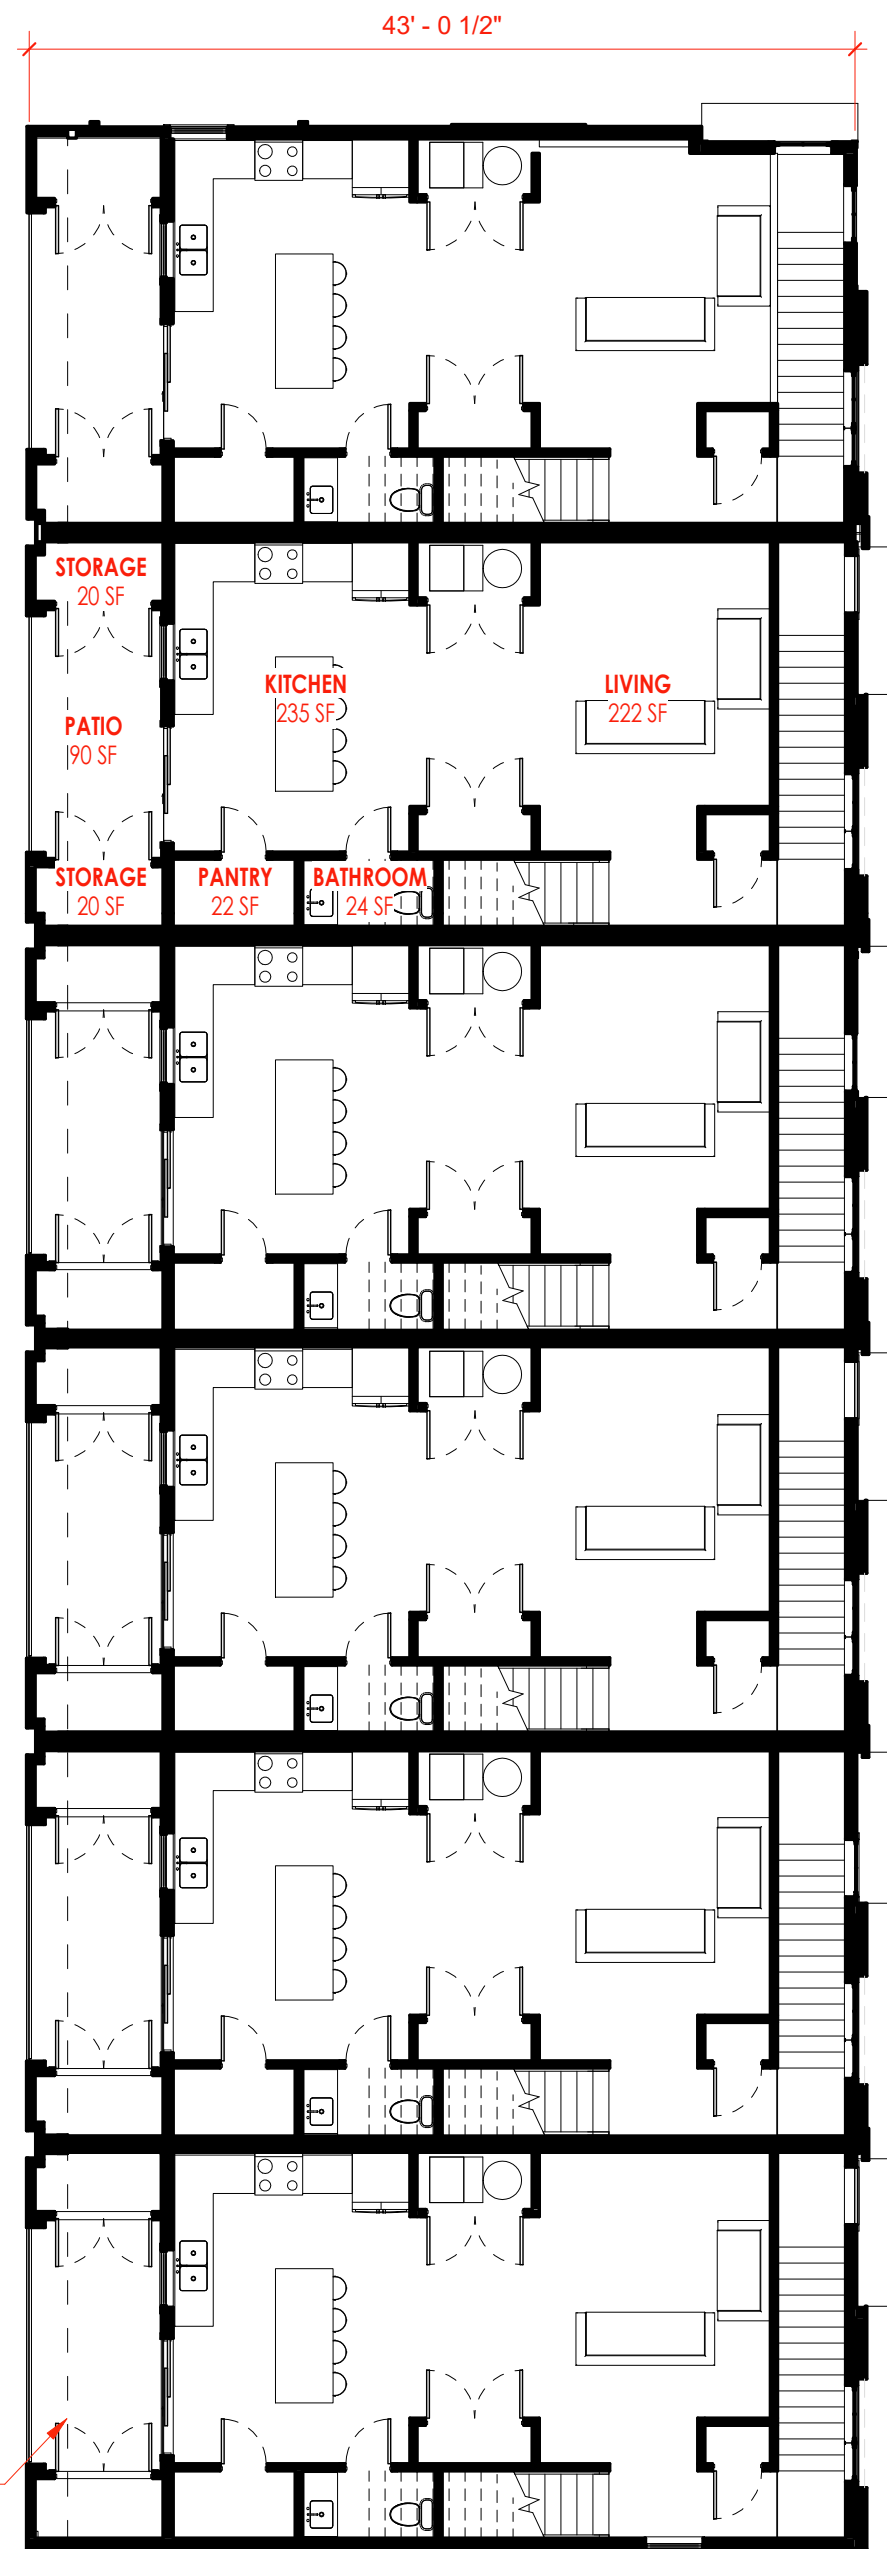 43' - 0 1/2"
STORAGE
20 SF
KITCHEN
235 SF
LIVING
222 SF
PATIO
90 SF
STORAGE
20 SF
PANTRY
22 SF
BATHROOM
24 SF